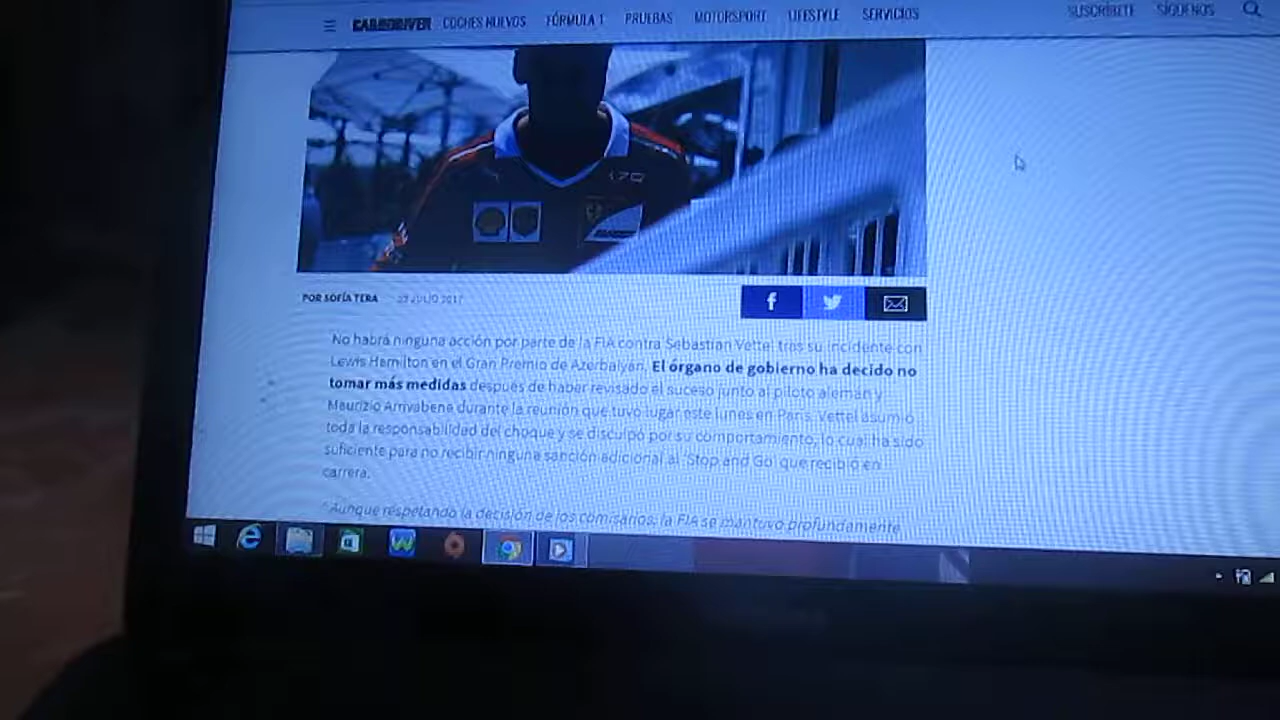 CAR&DRIVER COCHES NUEVOS FÓRMULA 1 PRUEBAS MOTORSPORT LIFESTYLE SERVICIOS SUSCRÍBETE SÍGUENOS
POR SOFÍA TERA
JULIO 2017
No habrá ninguna acción por parte de la FIA contra Sebastian Vettel tras su incidente con
Lewis Hamilton en el Gran Premio de Azerbaiyán. El órgano de gobierno ha decidido no
tomar más medidas después de haber revisado el suceso junto al piloto alemán y
Maurizio Arrivabene durante la reunión que tuvo lugar este lunes en París. Vettel asumió
toda la responsabilidad del choque y se disculpó por su comportamiento, lo cual ha sido
suficiente para no recibir ninguna sanción adicional al 'Stop and Go' que recibió en
carrera.
"Aunque respetando la decisión de los comisarios, la FIA se mantuvo profundamente